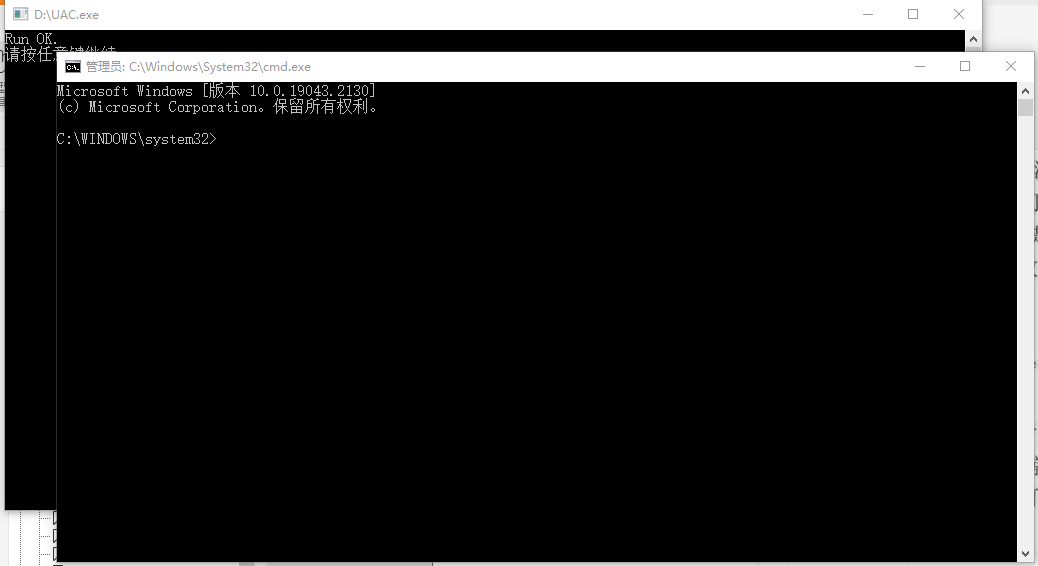 D:\UAC.exe
Run OK.
请按任意键继续
管理员: C:\Windows\System32\cmd.exe
Microsoft Windows [版本 10.0.19043.2130]
(c) Microsoft Corporation。保留所有权利。
C:\WINDOWS\system32>